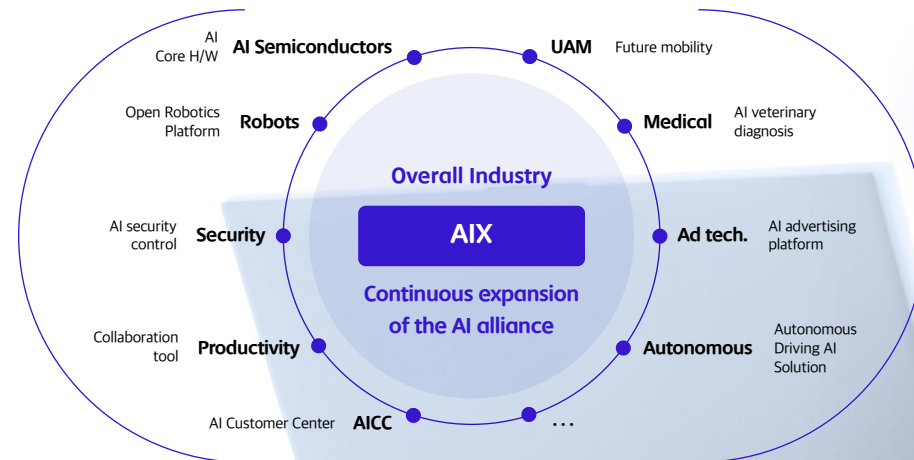 AI
Core H/W
AI Semiconductors
UAM
Future mobility
Open Robotics
Platform
Robots
Medical
AI veterinary
diagnosis
Overall Industry
AI security
control
Security
AIX
Ad tech.
AI advertising
platform
Continuous expansion
of the AI alliance
Collaboration
tool
Productivity
Autonomous
Autonomous
Driving AI
Solution
AI Customer Center
AICC
...